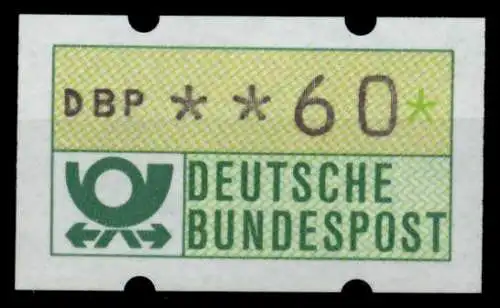 DBP **60*
DEUTSCHE
BUNDESPOST